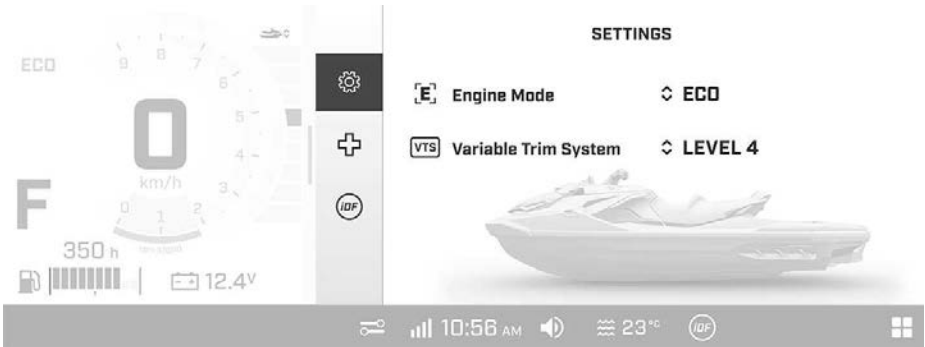 SETTINGS
ECO
9 8 7
6
5
4
3
0 1 2
0
km/h
F
350 h
12.4V
[E] Engine Mode ECO
VTS Variable Trim System LEVEL 4
iDF
10:56 AM 23°C iDF